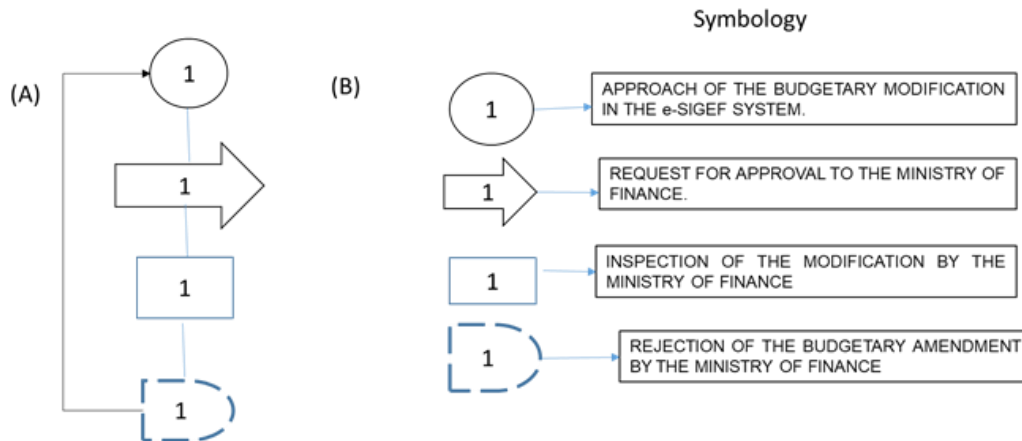 Symbology
(A)
1
1
1
1
(B)
1
APPROACH OF THE BUDGETARY MODIFICATION
IN THE e-SIGEF SYSTEM.
1
REQUEST FOR APPROVAL TO THE MINISTRY OF
FINANCE.
1
INSPECTION OF THE MODIFICATION BY THE
MINISTRY OF FINANCE
1
REJECTION OF THE BUDGETARY AMENDMENT
BY THE MINISTRY OF FINANCE